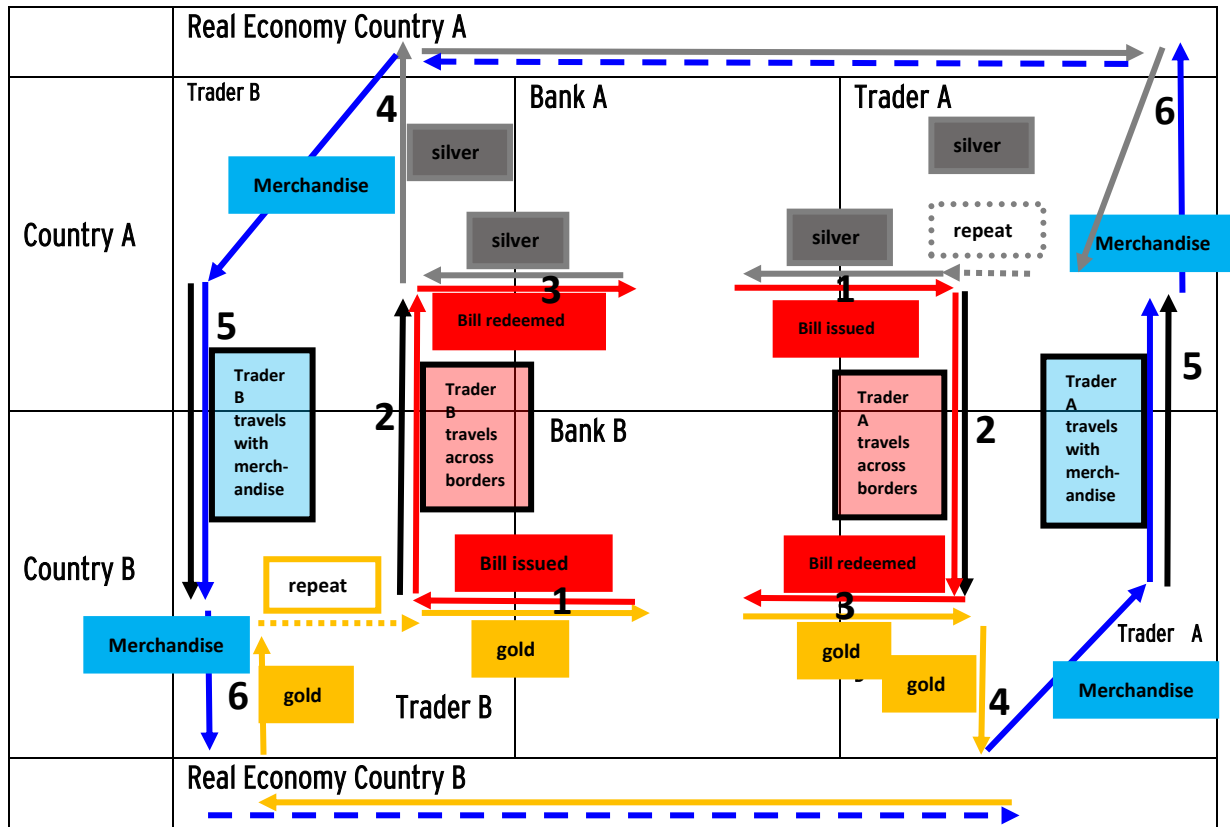 Real Economy Country A
Trader B
Bank A
Trader A
4
6
silver
silver
Merchandise
Country A
silver
silver
repeat
Merchandise
3
1
5
Bill redeemed
Bill issued
5
Trader
B
travels
with
merch-
andise
2
Trader
B
travels
across
borders
Bank B
Trader
A
travels
across
borders
2
Trader
A
travels
with
merch-
andise
Country B
repeat
Bill issued
1
Bill redeemed
3
Merchandise
gold
gold
Trader A
6
gold
Trader B
gold
4
Merchandise
Real Economy Country B